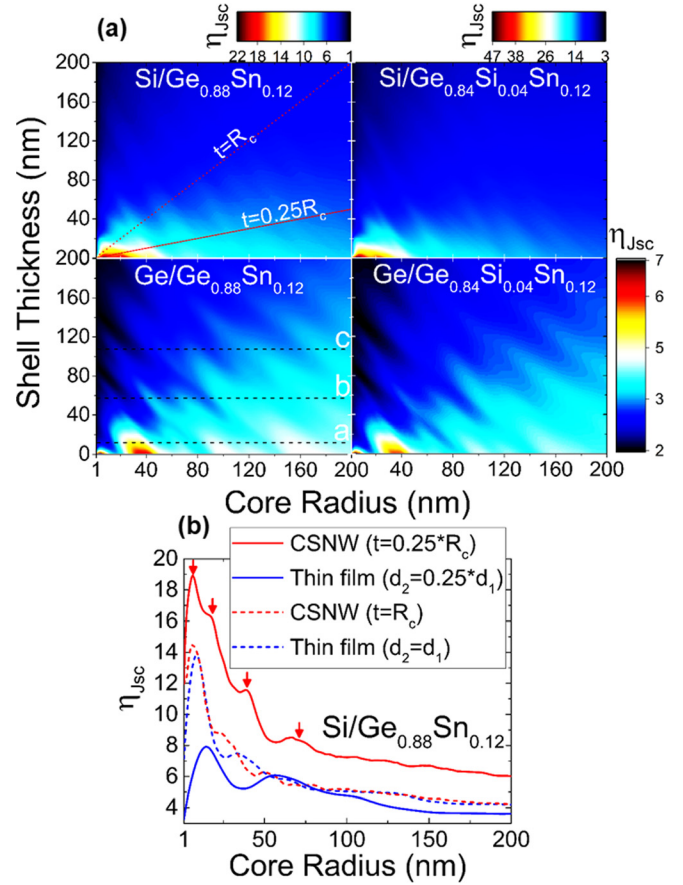 (a)
η_Jsc
22 18 14 10 6 1
η_Jsc
47 38 26 14 3
Si/Ge0.88Sn0.12
Si/Ge0.84Si0.04Sn0.12
t=Rc
t=0.25Rc
200
160
120
80
40
200
160
120
80
40
0
Shell Thickness (nm)
Ge/Ge0.88Sn0.12
Ge/Ge0.84Si0.04Sn0.12
c
b
a
η_Jsc
7
6
5
4
3
2
1 40 80 120 160 200 40 80 120 160 200
Core Radius (nm)
(b)
CSNW (t=0.25*Rc)
Thin film (d2=0.25*d1)
CSNW (t=Rc)
Thin film (d2=d1)
Si/Ge0.88Sn0.12
η_Jsc
20
18
16
14
12
10
8
6
4
1 50 100 150 200
Core Radius (nm)